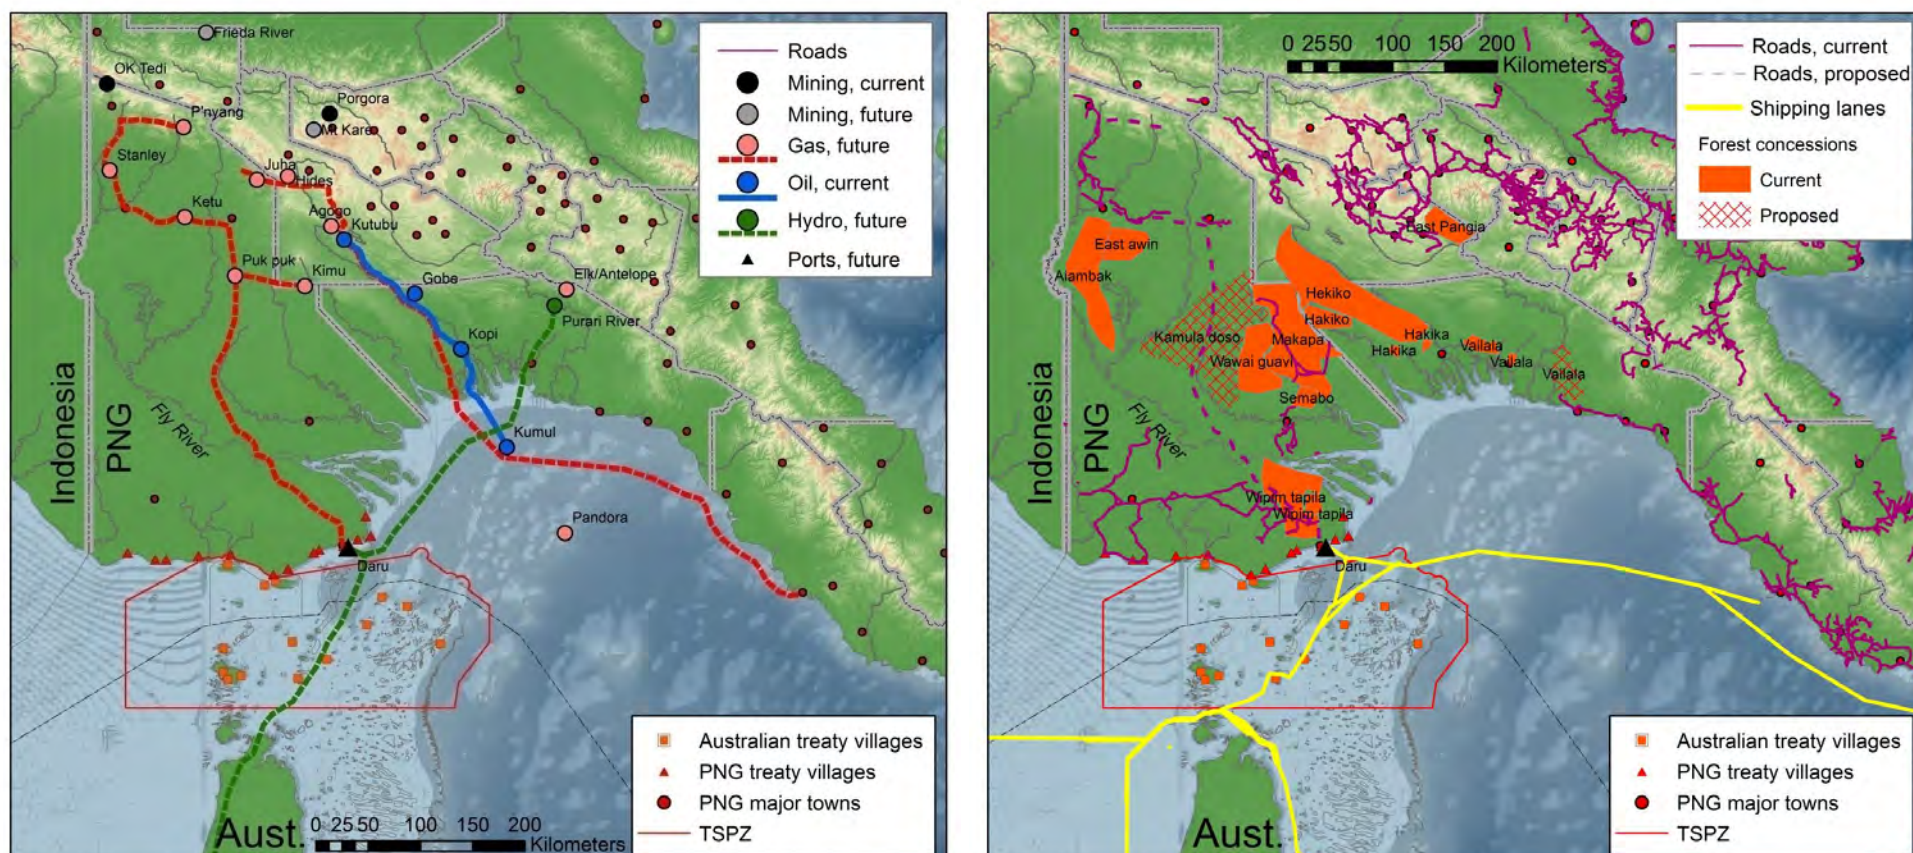 Frieda River
OK Tedi
Porgora
Mt Kare
P'nyang
Stanley
Juha
Hides
Ketu
Agogo
Kutubu
Puk puk
Kimu
Gobe
Elk/Antelope
Purari River
Kopi
Indonesia
PNG
Fly River
Kumul
Pandora
Daru
Aust.
0 25 50 100 150 200
Kilometers
Roads
Mining, current
Mining, future
Gas, future
Oil, current
Hydro, future
Ports, future
Australian treaty villages
PNG treaty villages
PNG major towns
TSPZ
0 25 50 100 150 200
Kilometers
Roads, current
Roads, proposed
Shipping lanes
Forest concessions
Current
Proposed
East Pangia
East awin
Aiambak
Hekiko
Hakiko
Kamula doso
Makapa
Hakika
Hakika
Wawai guavi
Vailala
Vailala
Vailala
Semabo
Indonesia
PNG
Fly River
Wipim tapila
Wipim tapila
Daru
Aust.
Australian treaty villages
PNG treaty villages
PNG major towns
TSPZ